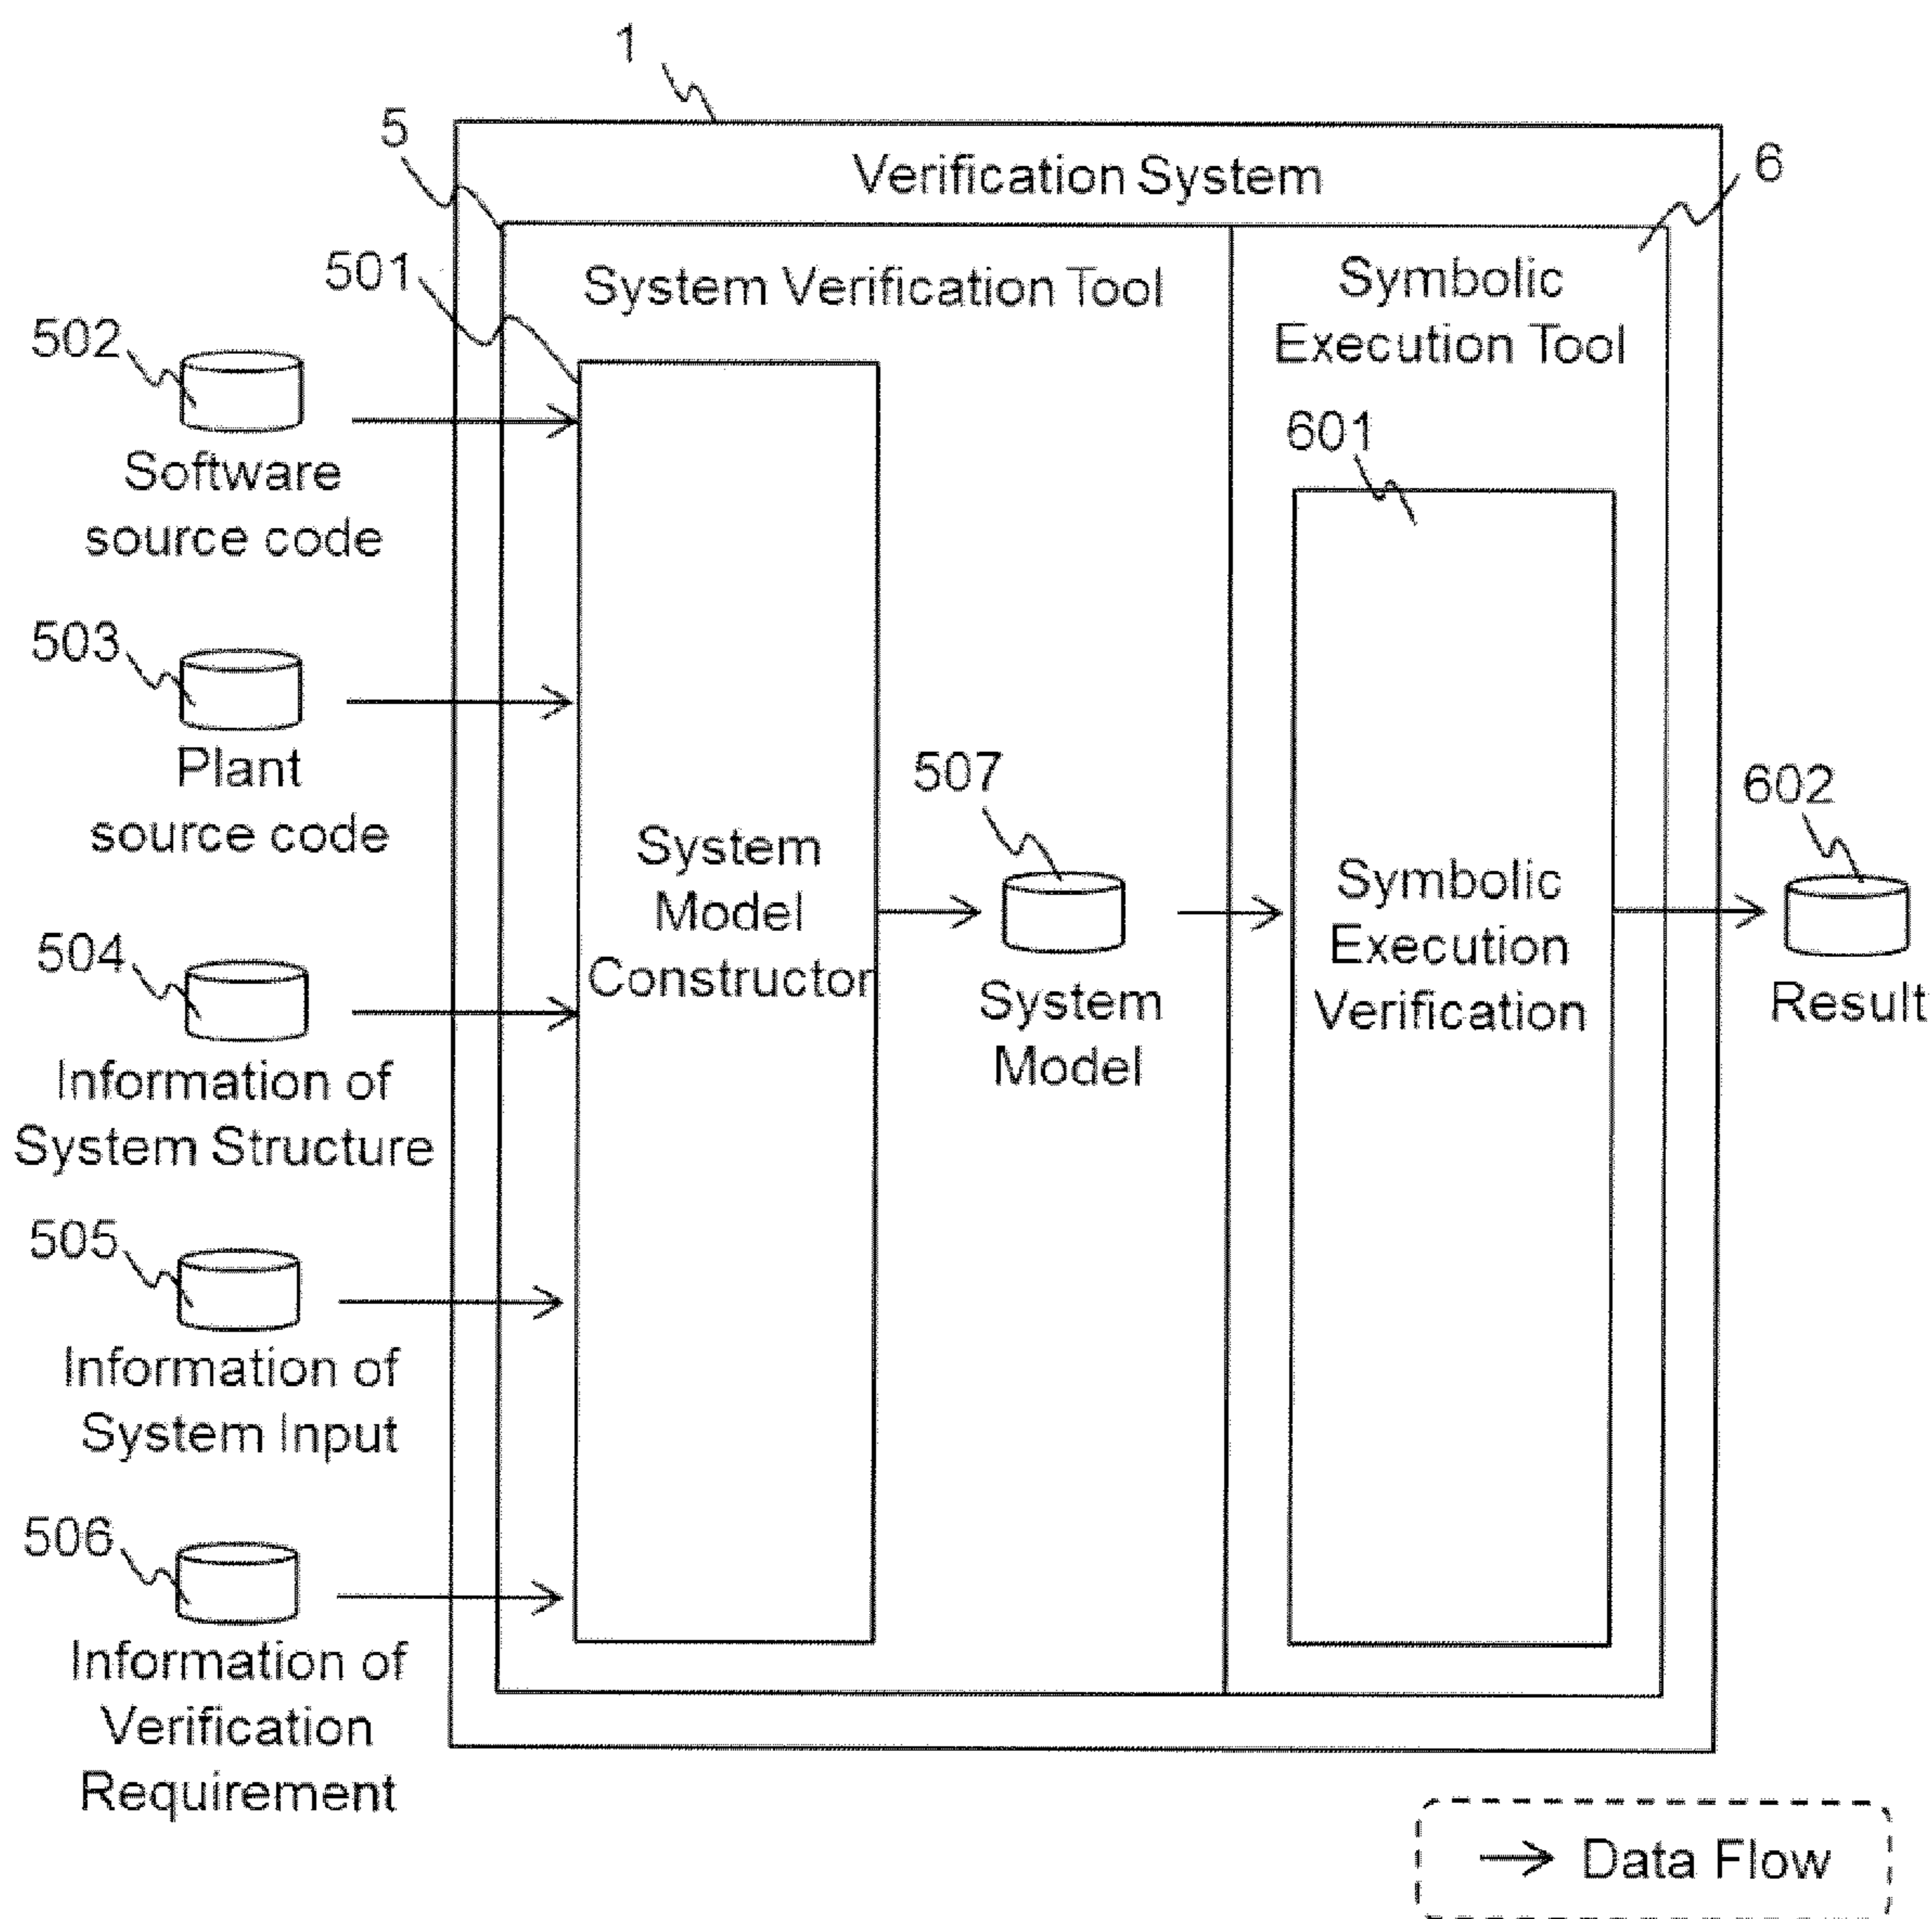 1
5
Verification System
6
501
System Verification Tool
Symbolic
Execution Tool
502
Software
source code
601
503
Plant
source code
507
602
System
Model
Constructor
Symbolic
Execution
Verification
504
System
Model
Result
Information of
System Structure
505
Information of
System Input
506
Information of
Verification
Requirement
Data Flow